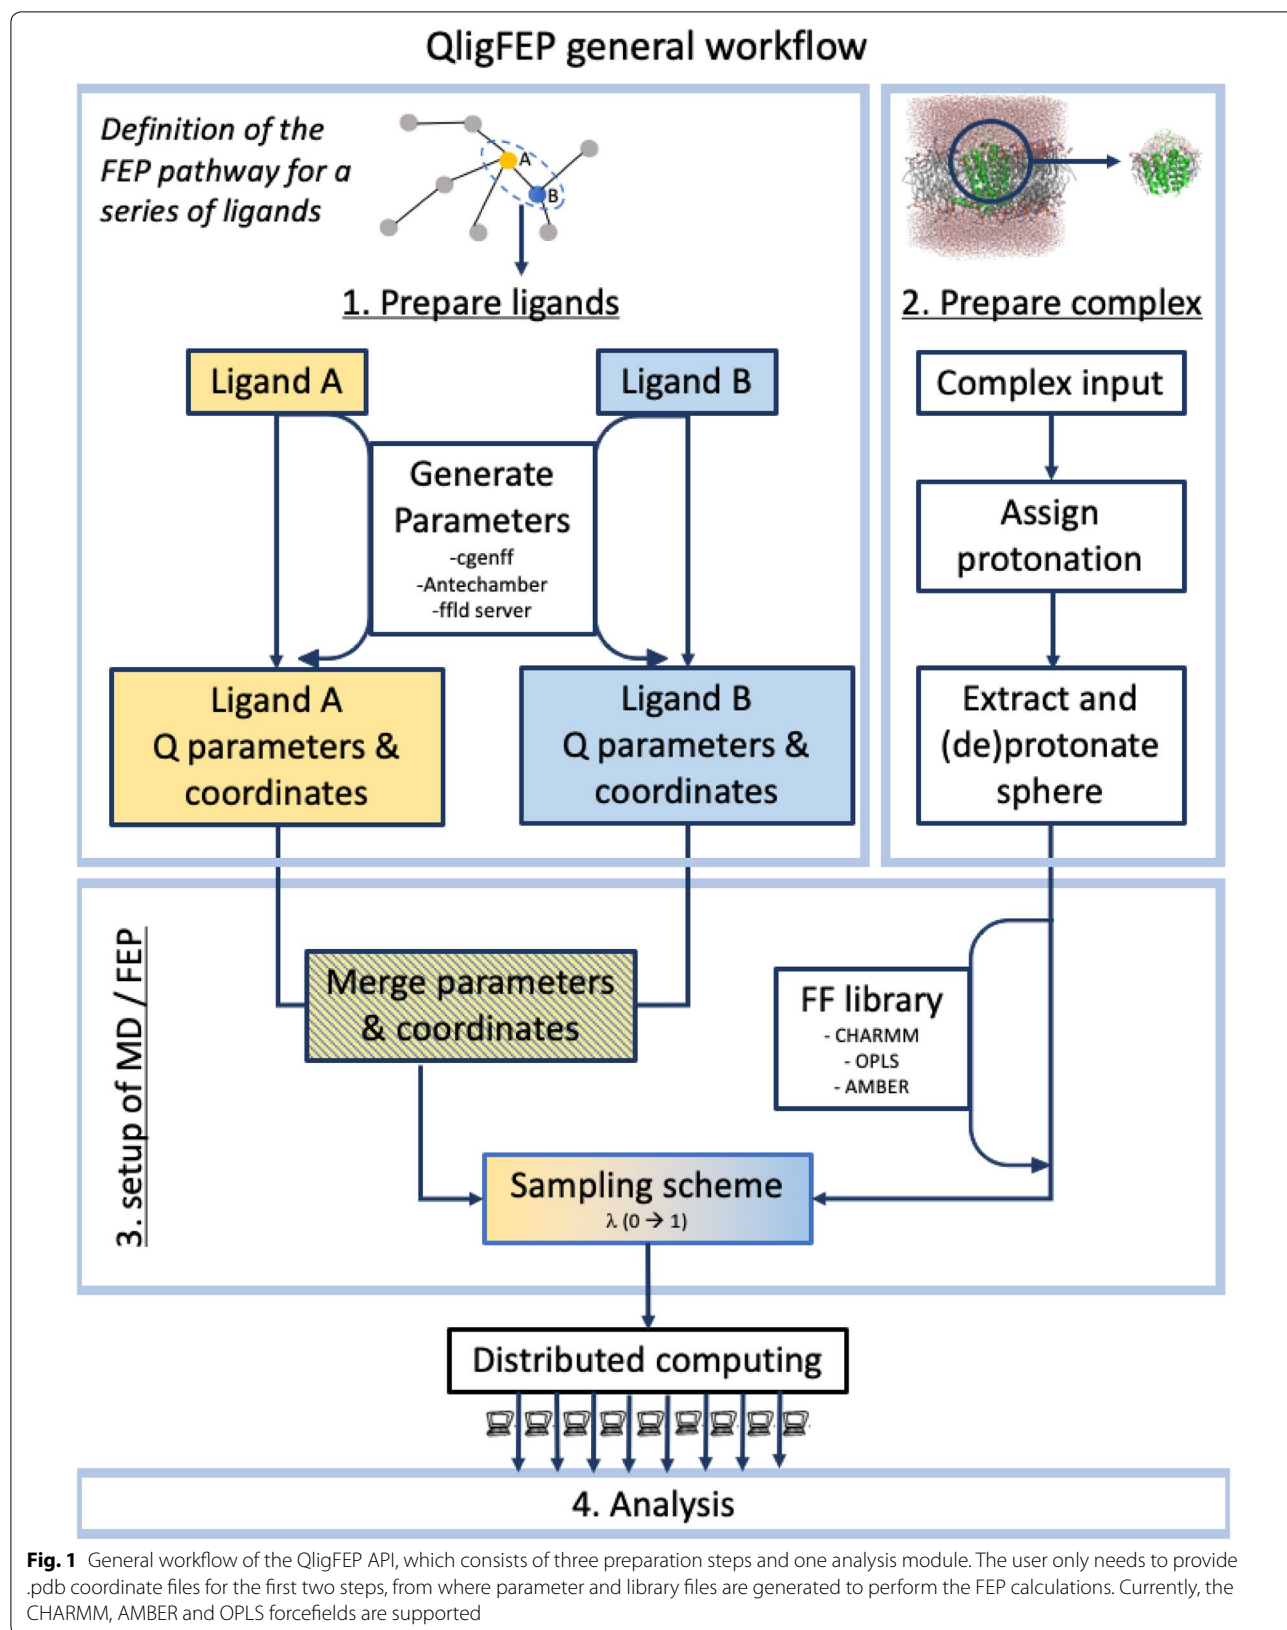 QligFEP general workflow
Definition of the
FEP pathway for a
series of ligands
A
B
1. Prepare ligands
Ligand A
Ligand B
Generate
Parameters
-cgenff
-Antechamber
-ffld server
Ligand A
Q parameters &
coordinates
Ligand B
Q parameters &
coordinates
2. Prepare complex
Complex input
Assign
protonation
Extract and
(de)protonate
sphere
3. setup of MD / FEP
Merge parameters
& coordinates
FF library
- CHARMM
- OPLS
- AMBER
Sampling scheme
λ (0 → 1)
Distributed computing
4. Analysis
Fig. 1 General workflow of the QligFEP API, which consists of three preparation steps and one analysis module. The user only needs to provide
.pdb coordinate files for the first two steps, from where parameter and library files are generated to perform the FEP calculations. Currently, the
CHARMM, AMBER and OPLS forcefields are supported